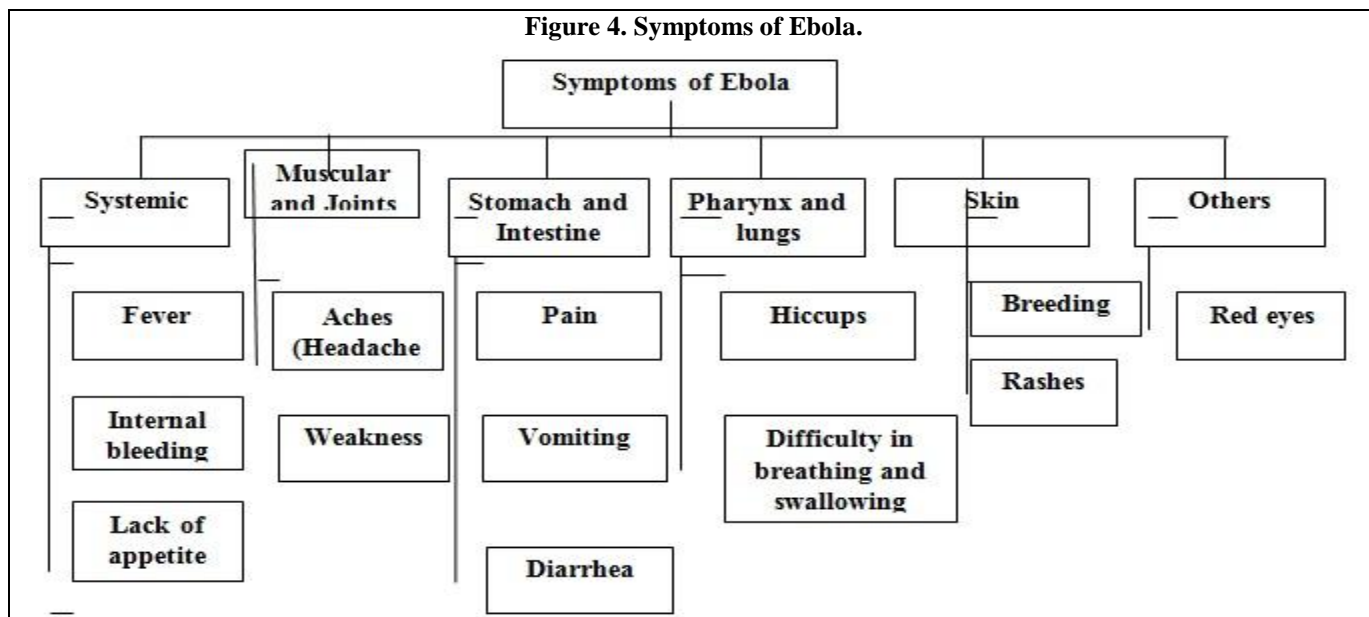 Figure 4. Symptoms of Ebola.
Symptoms of Ebola
Systemic
Muscular
and Joints
Stomach and
Intestine
Pharynx and
lungs
Skin
Others
Fever
Internal
bleeding
Lack of
appetite
Aches
(Headache
Weakness
Pain
Vomiting
Diarrhea
Hiccups
Difficulty in
breathing and
swallowing
Breeding
Rashes
Red eyes